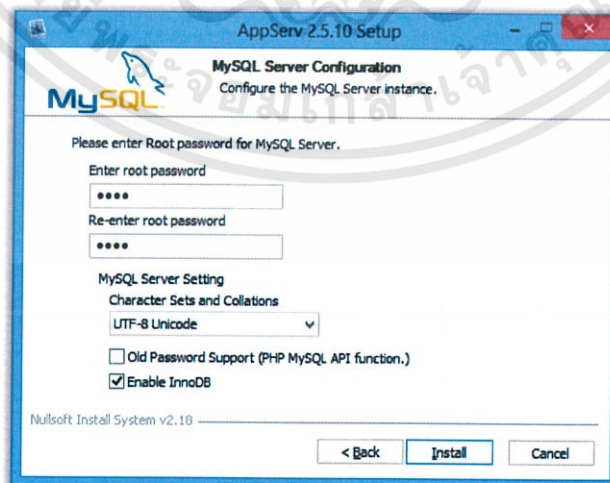 AppServ 2.5.10 Setup
MySQL Server Configuration
Configure the MySQL Server instance.
MySQL
Please enter Root password for MySQL Server.
Enter root password
••••
Re-enter root password
••••
MySQL Server Setting
Character Sets and Collations
UTF-8 Unicode
Old Password Support (PHP MySQL API function.)
Enable InnoDB
Nullsoft Install System v2.18
< Back
Install
Cancel